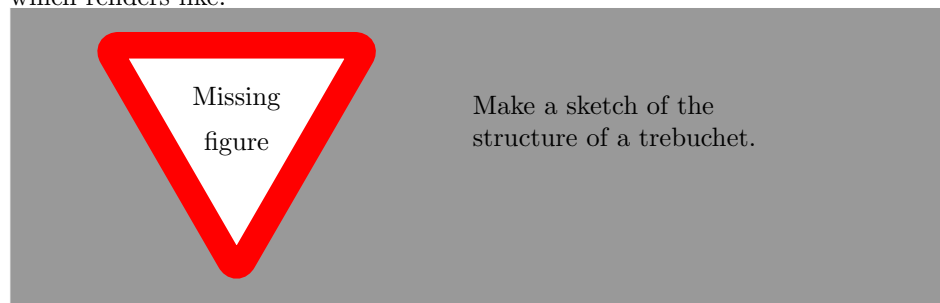 which renders like:
Missing
figure
Make a sketch of the
structure of a trebuchet.